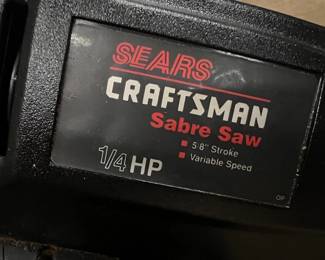 SEARS
CRAFTSMAN
Sabre Saw
▪ 5/8" Stroke
▪ Variable Speed
1/4 HP